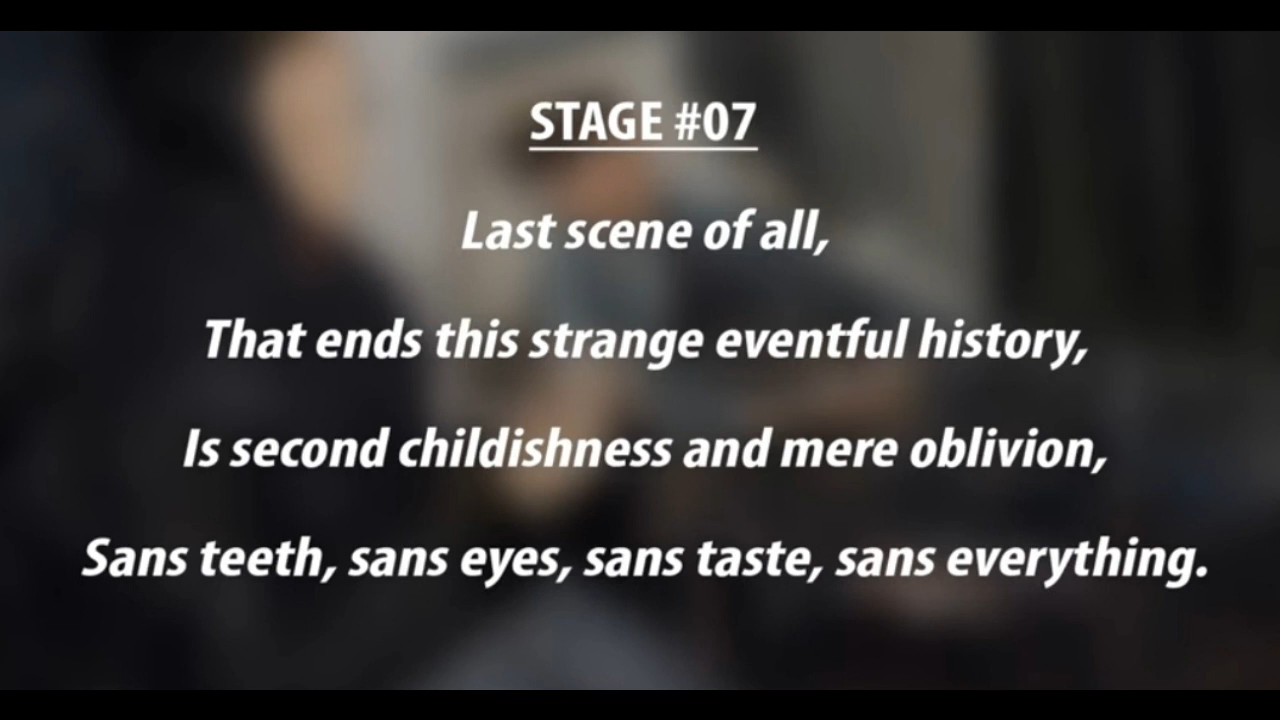 STAGE #07
Last scene of all,
That ends this strange eventful history,
Is second childishness and mere oblivion,
Sans teeth, sans eyes, sans taste, sans everything.